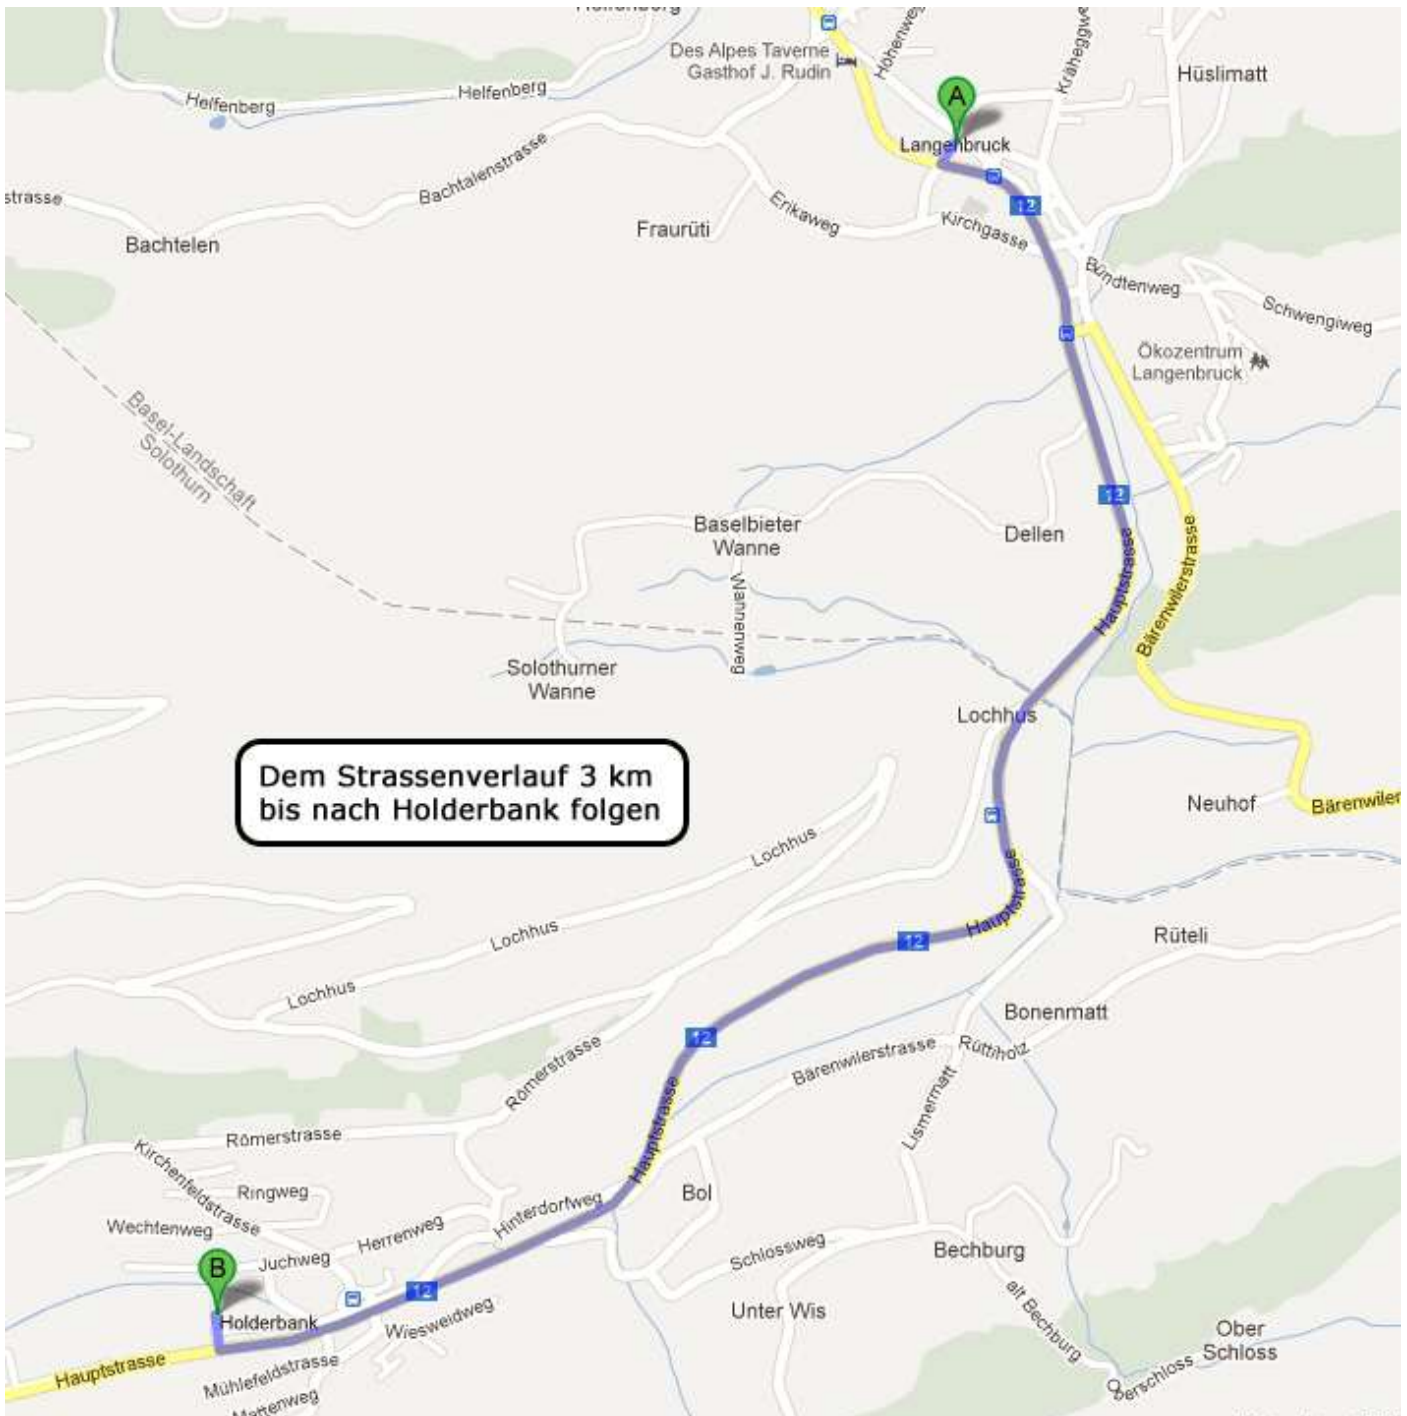 Helfenberg
Des Alpes Taverne
Gasthof J. Rudin
Höhenweg
Kräheggwe
Hüslimatt
A
Helfenberg
Helfenberg
Langenbruck
Bachtalenstrasse
strasse
12
Erikaweg
Kirchgasse
Fraurüti
Bachtelen
Bündtenweg
Schwengiweg
Ökozentrum
Langenbruck
Basel-Landschaft
Solothurn
12
Baselbieter
Wanne
Dellen
Hauptstrasse
Bärenwilerstrasse
Wannenweg
Solothurner
Wanne
Lochhus
Dem Strassenverlauf 3 km
bis nach Holderbank folgen
Neuhof
Bärenwiler
Lochhus
Hauptstrasse
Lochhus
12
Rüteli
Lochhus
Bonenmatt
12
Römerstrasse
Bärenwilerstrasse
Rüttiholz
Hauptstrasse
Lismermatt
Römerstrasse
Kirchenfeldstrasse
Ringweg
Bol
Hinterdorfweg
Wechtenweg
Herrenweg
Juchweg
Schlossweg
Bechburg
B
12
Holderbank
Wiesweidweg
Unter Wis
alt Bechburg
Ober
Schloss
Hauptstrasse
Mühlefeldstrasse
Mattenweg
berschloss